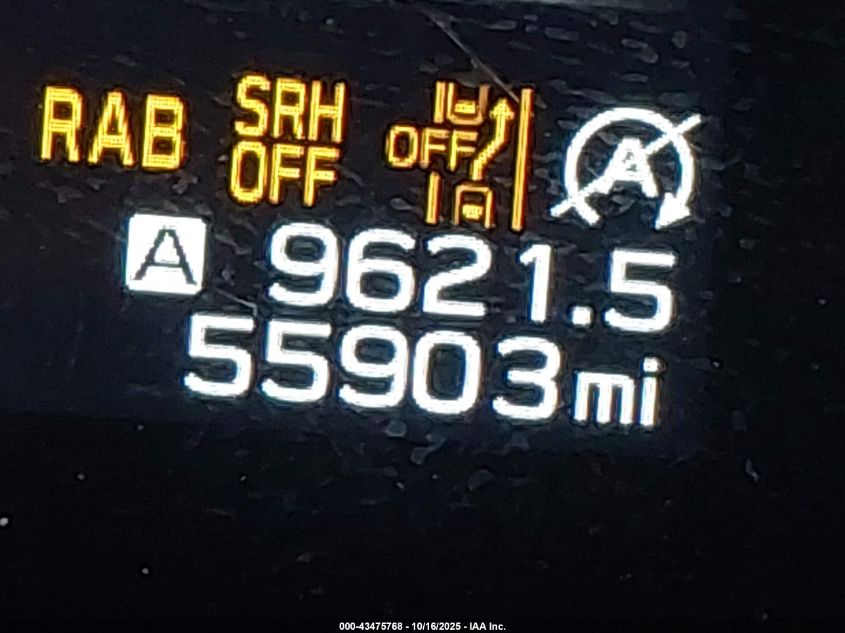 RAB SRH OFF OFF A
A 9621.5
55903mi
000-43475768 - 10/16/2025 - IAA Inc.